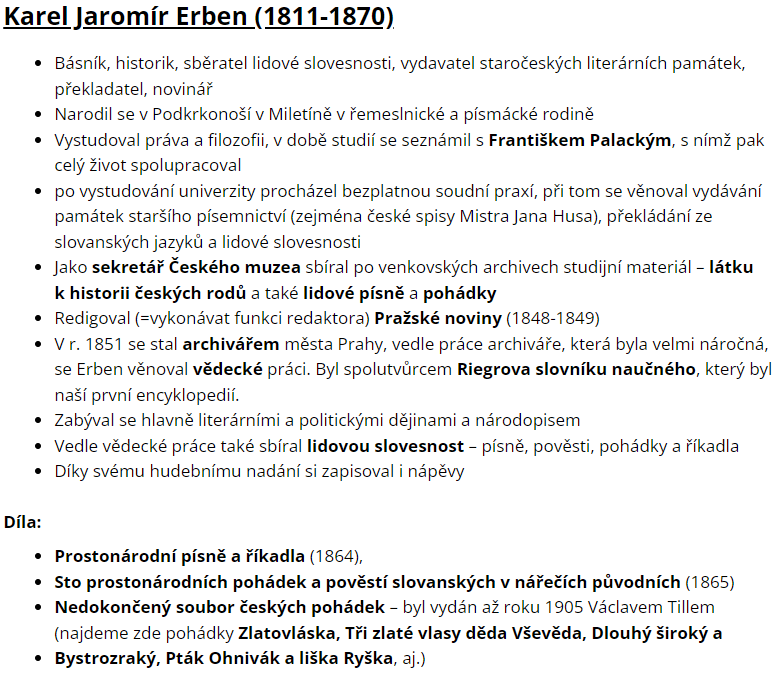 Karel Jaromír Erben (1811-1870)
• Básník, historik, sběratel lidové slovesnosti, vydavatel staročeských literárních památek,
překladatel, novinář
• Narodil se v Podkrkonoší v Miletíně v řemeslnické a písmácké rodině
• Vystudoval práva a filozofii, v době studií se seznámil s Františkem Palackým, s nímž pak
celý život spolupracoval
• po vystudování univerzity procházel bezplatnou soudní praxí, při tom se věnoval vydávání
památek staršího písemnictví (zejména české spisy Mistra Jana Husa), překládání ze
slovanských jazyků a lidové slovesnosti
• Jako sekretář Českého muzea sbíral po venkovských archivech studijní materiál – látku
k historii českých rodů a také lidové písně a pohádky
• Redigoval (=vykonávat funkci redaktora) Pražské noviny (1848-1849)
• V r. 1851 se stal archivářem města Prahy, vedle práce archiváře, která byla velmi náročná,
se Erben věnoval vědecké práci. Byl spolutvůrcem Riegrova slovníku naučného, který byl
naší první encyklopedií.
• Zabýval se hlavně literárními a politickými dějinami a národopisem
• Vedle vědecké práce také sbíral lidovou slovesnost – písně, pověsti, pohádky a říkadla
• Díky svému hudebnímu nadání si zapisoval i nápěvy
Díla:
• Prostonárodní písně a říkadla (1864),
• Sto prostonárodních pohádek a pověstí slovanských v nářečích původních (1865)
• Nedokončený soubor českých pohádek – byl vydán až roku 1905 Václavem Tillem
(najdeme zde pohádky Zlatovláska, Tři zlaté vlasy děda Vševěda, Dlouhý široký a
• Bystrozraký, Pták Ohnivák a liška Ryška, aj.)